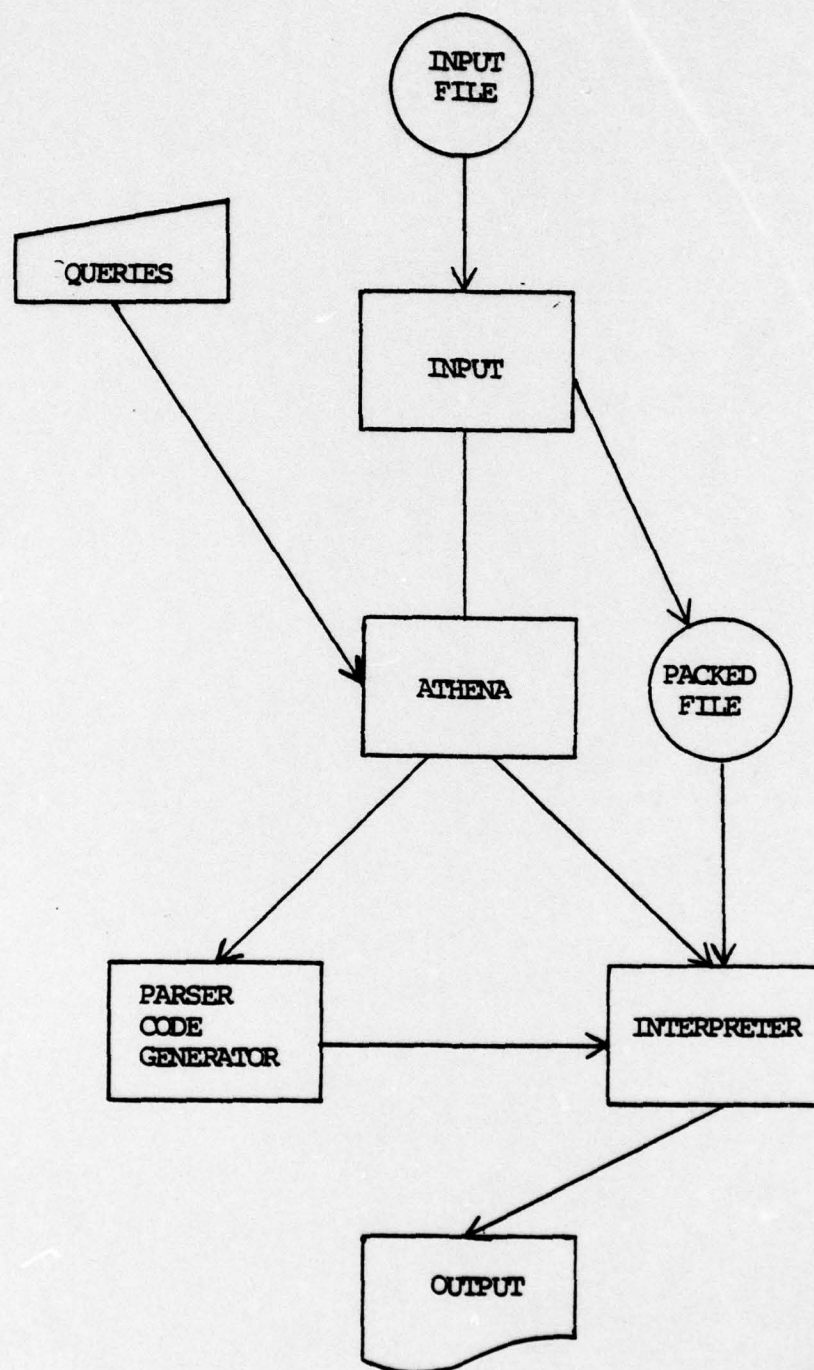 INPUT
FILE
QUERIES
INPUT
ATHENA
PACKED
FILE
PARSER
CODE
GENERATOR
INTERPRETER
OUTPUT